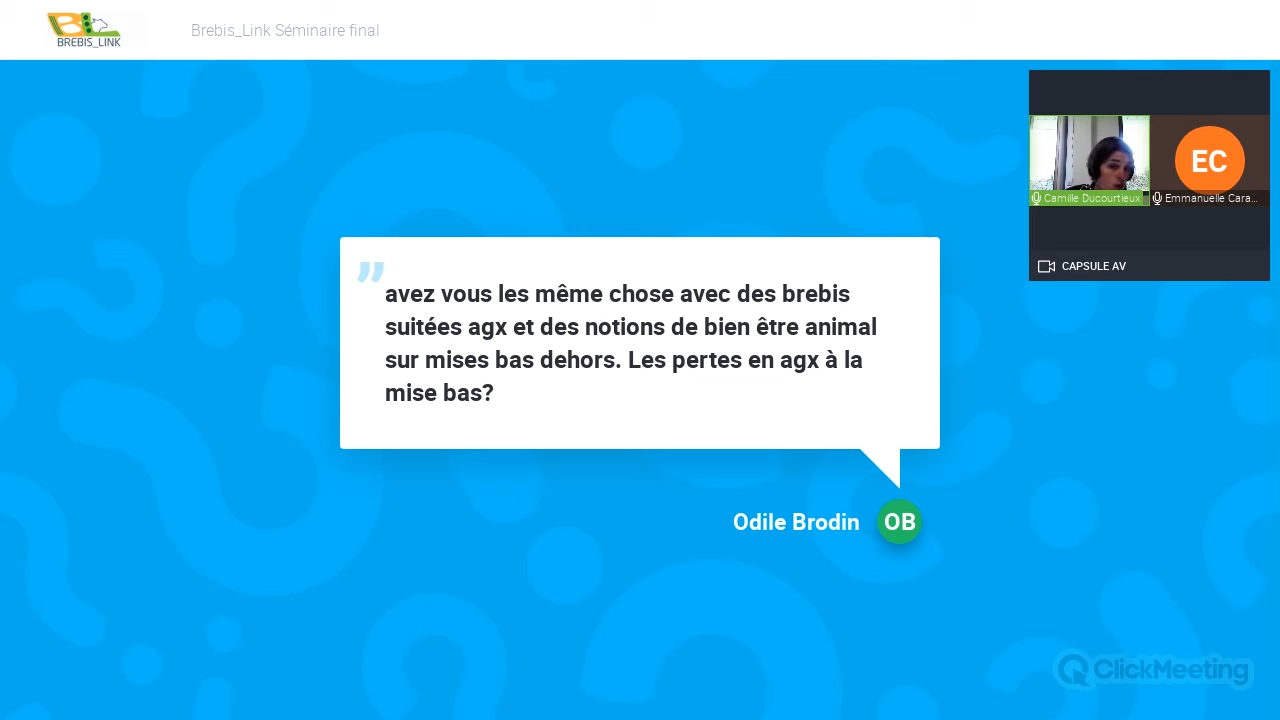 BREBIS_LINK
Brebis_Link Séminaire final
EC
Camille Ducourtieux
Emmanuelle Cara...
CAPSULE AV
avez vous les même chose avec des brebis
suitées agx et des notions de bien être animal
sur mises bas dehors. Les pertes en agx à la
mise bas?
Odile Brodin
OB
ClickMeeting